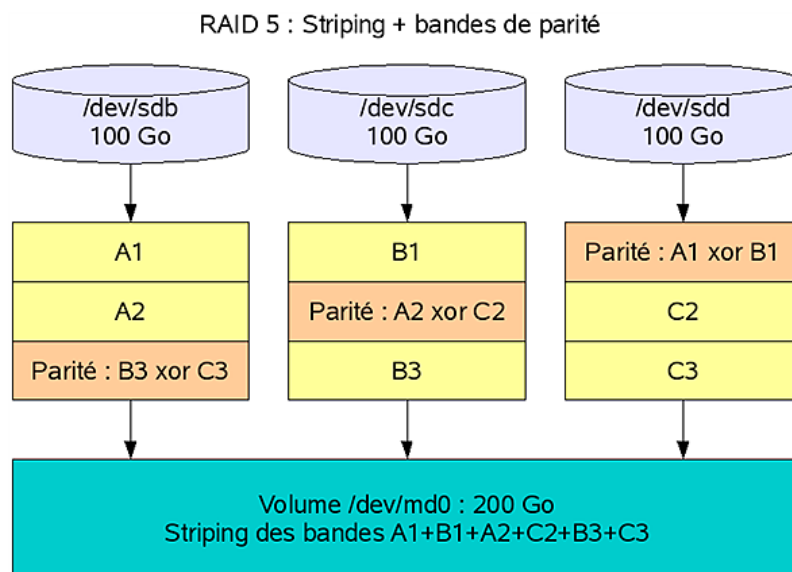 RAID 5 : Striping + bandes de parité
/dev/sdb
100 Go
/dev/sdc
100 Go
/dev/sdd
100 Go
A1
B1
Parité : A1 xor B1
A2
Parité : A2 xor C2
C2
Parité : B3 xor C3
B3
C3
Volume /dev/md0 : 200 Go
Striping des bandes A1+B1+A2+C2+B3+C3